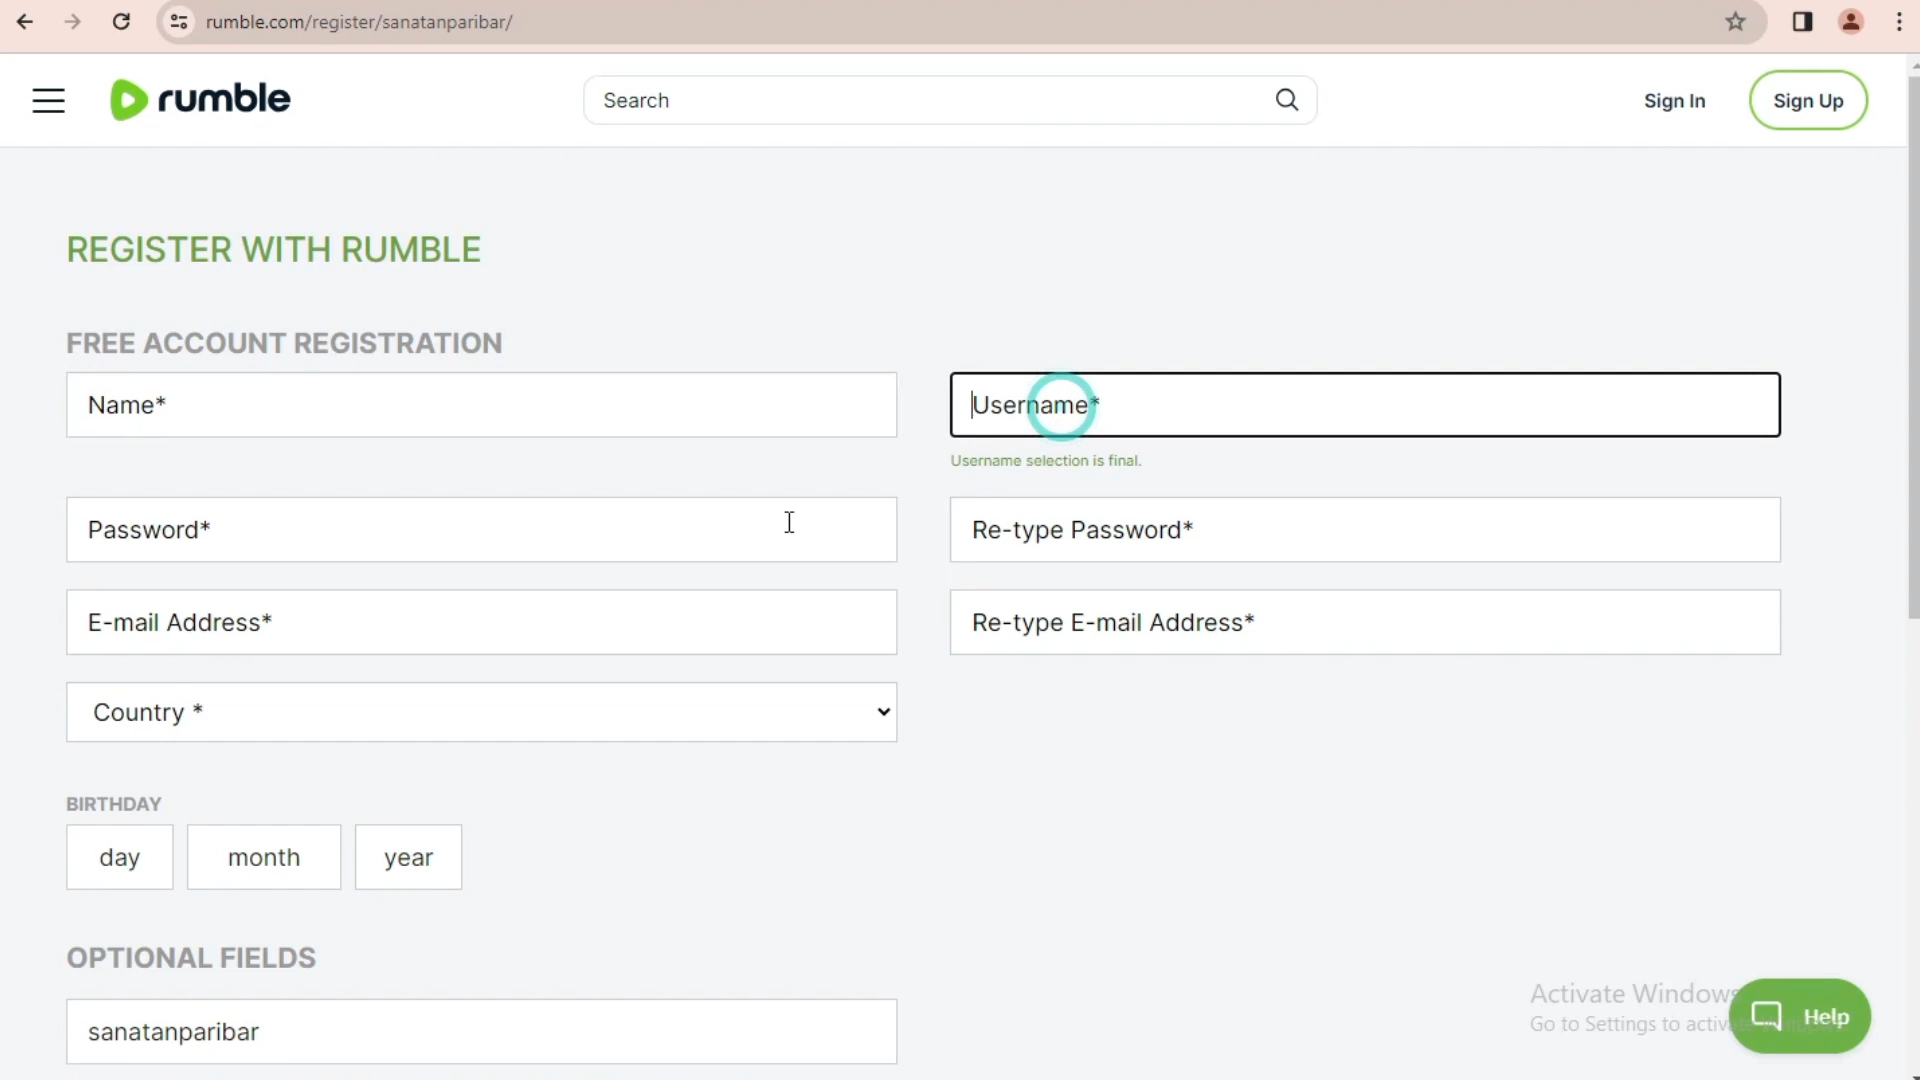 rumble.com/register/sanatanparibar/
rumble
Search
Sign In
Sign Up
REGISTER WITH RUMBLE
FREE ACCOUNT REGISTRATION
Name*
Username*
Username selection is final.
Password*
Re-type Password*
E-mail Address*
Re-type E-mail Address*
Country *
BIRTHDAY
day
month
year
OPTIONAL FIELDS
sanatanparibar
Activate Windows
Go to Settings to
Help